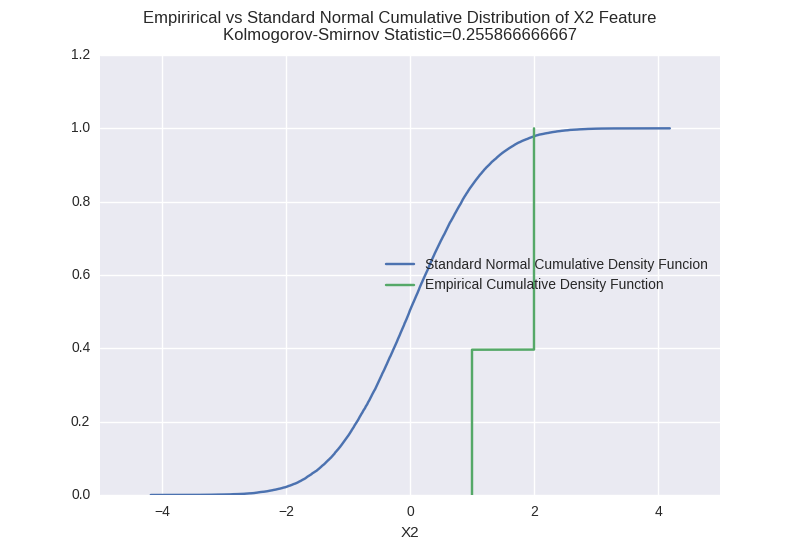 Empiririical vs Standard Normal Cumulative Distribution of X2 Feature
Kolmogorov-Smirnov Statistic=0.255866666667
1.2
1.0
0.8
0.6
0.4
0.2
0.0
Standard Normal Cumulative Density Funcion
Empirical Cumulative Density Function
−4
−2
0
2
4
X2